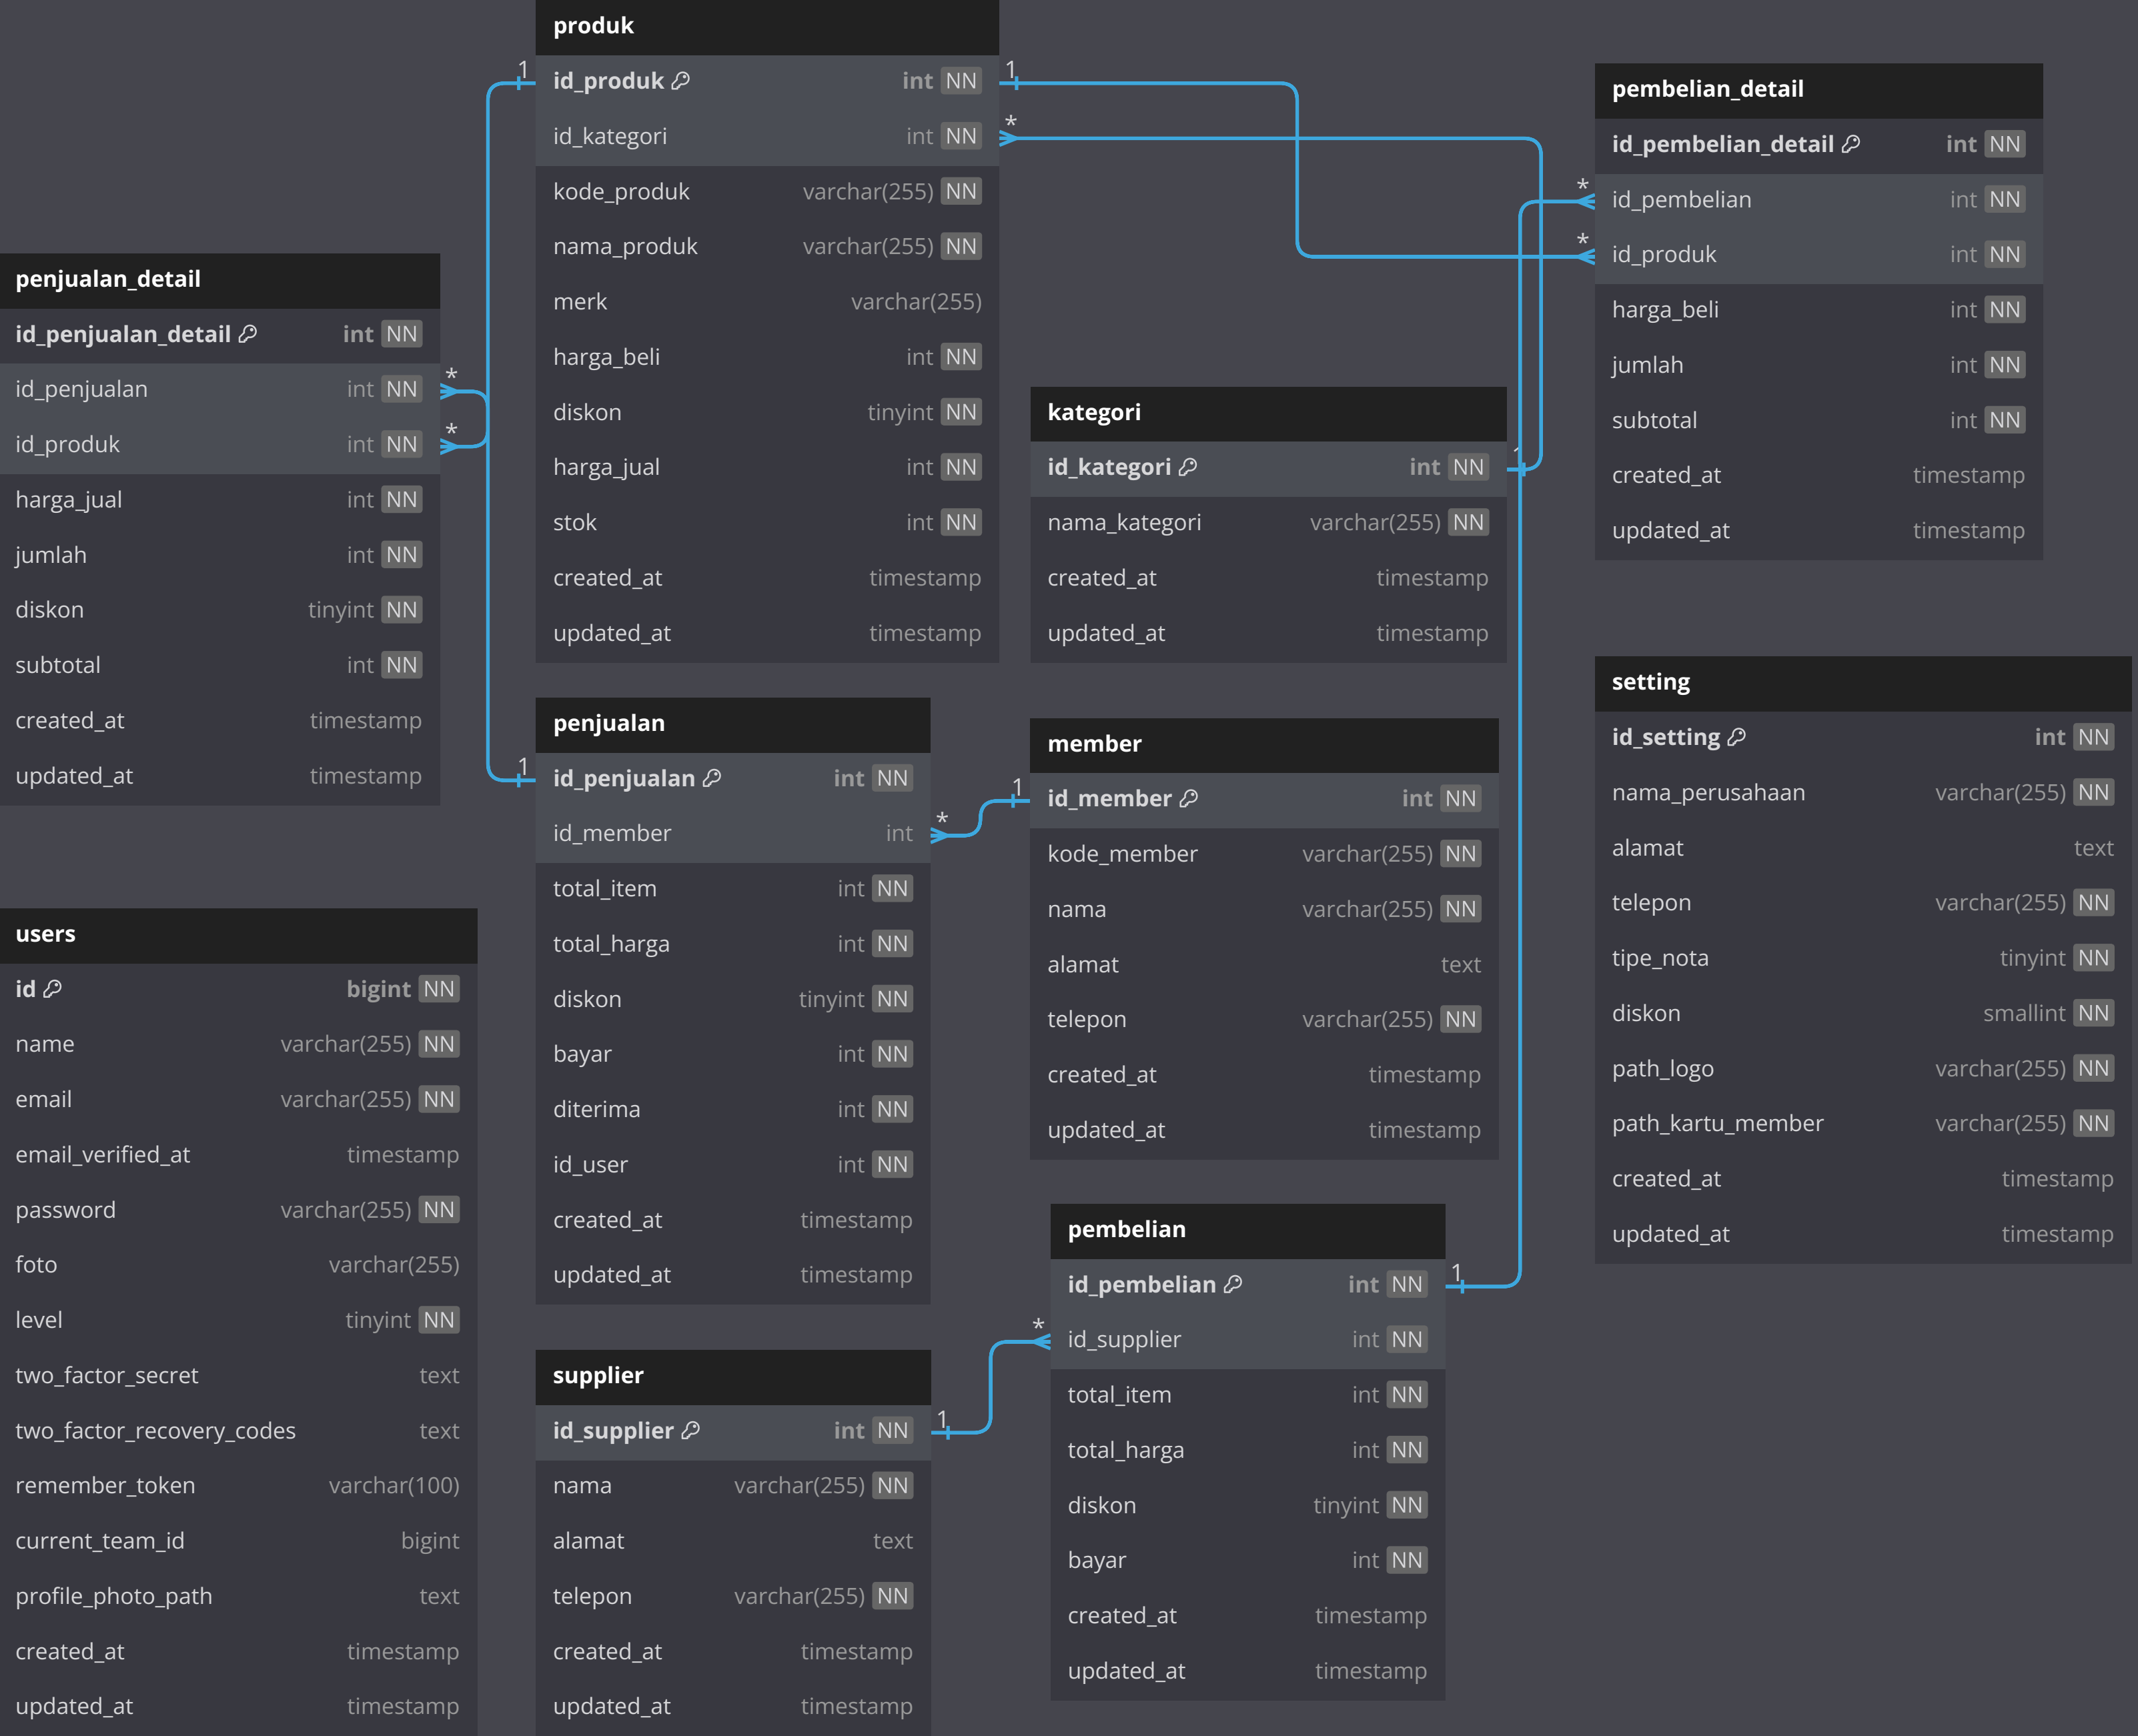 produk
1
id_produk int NN
1
id_kategori int NN
*
kode_produk varchar(255) NN
nama_produk varchar(255) NN
merk varchar(255)
harga_beli int NN
diskon tinyint NN
harga_jual int NN
stok int NN
created_at timestamp
updated_at timestamp
pembelian_detail
id_pembelian_detail int NN
*
id_pembelian int NN
*
id_produk int NN
harga_beli int NN
jumlah int NN
subtotal int NN
created_at timestamp
updated_at timestamp
penjualan_detail
id_penjualan_detail int NN
id_penjualan int NN
*
id_produk int NN
*
harga_jual int NN
jumlah int NN
diskon tinyint NN
subtotal int NN
created_at timestamp
updated_at timestamp
kategori
id_kategori int NN
1
nama_kategori varchar(255) NN
created_at timestamp
updated_at timestamp
setting
id_setting int NN
nama_perusahaan varchar(255) NN
alamat text
telepon varchar(255) NN
tipe_nota tinyint NN
diskon smallint NN
path_logo varchar(255) NN
path_kartu_member varchar(255) NN
created_at timestamp
updated_at timestamp
penjualan
1
id_penjualan int NN
id_member int
*
total_item int NN
total_harga int NN
diskon tinyint NN
bayar int NN
diterima int NN
id_user int NN
created_at timestamp
updated_at timestamp
member
1
id_member int NN
kode_member varchar(255) NN
nama varchar(255) NN
alamat text
telepon varchar(255) NN
created_at timestamp
updated_at timestamp
users
id bigint NN
name varchar(255) NN
email varchar(255) NN
email_verified_at timestamp
password varchar(255) NN
foto varchar(255)
level tinyint NN
two_factor_secret text
two_factor_recovery_codes text
remember_token varchar(100)
current_team_id bigint
profile_photo_path text
created_at timestamp
updated_at timestamp
supplier
id_supplier int NN
1
nama varchar(255) NN
alamat text
telepon varchar(255) NN
created_at timestamp
updated_at timestamp
pembelian
id_pembelian int NN
1
*
id_supplier int NN
total_item int NN
total_harga int NN
diskon tinyint NN
bayar int NN
created_at timestamp
updated_at timestamp